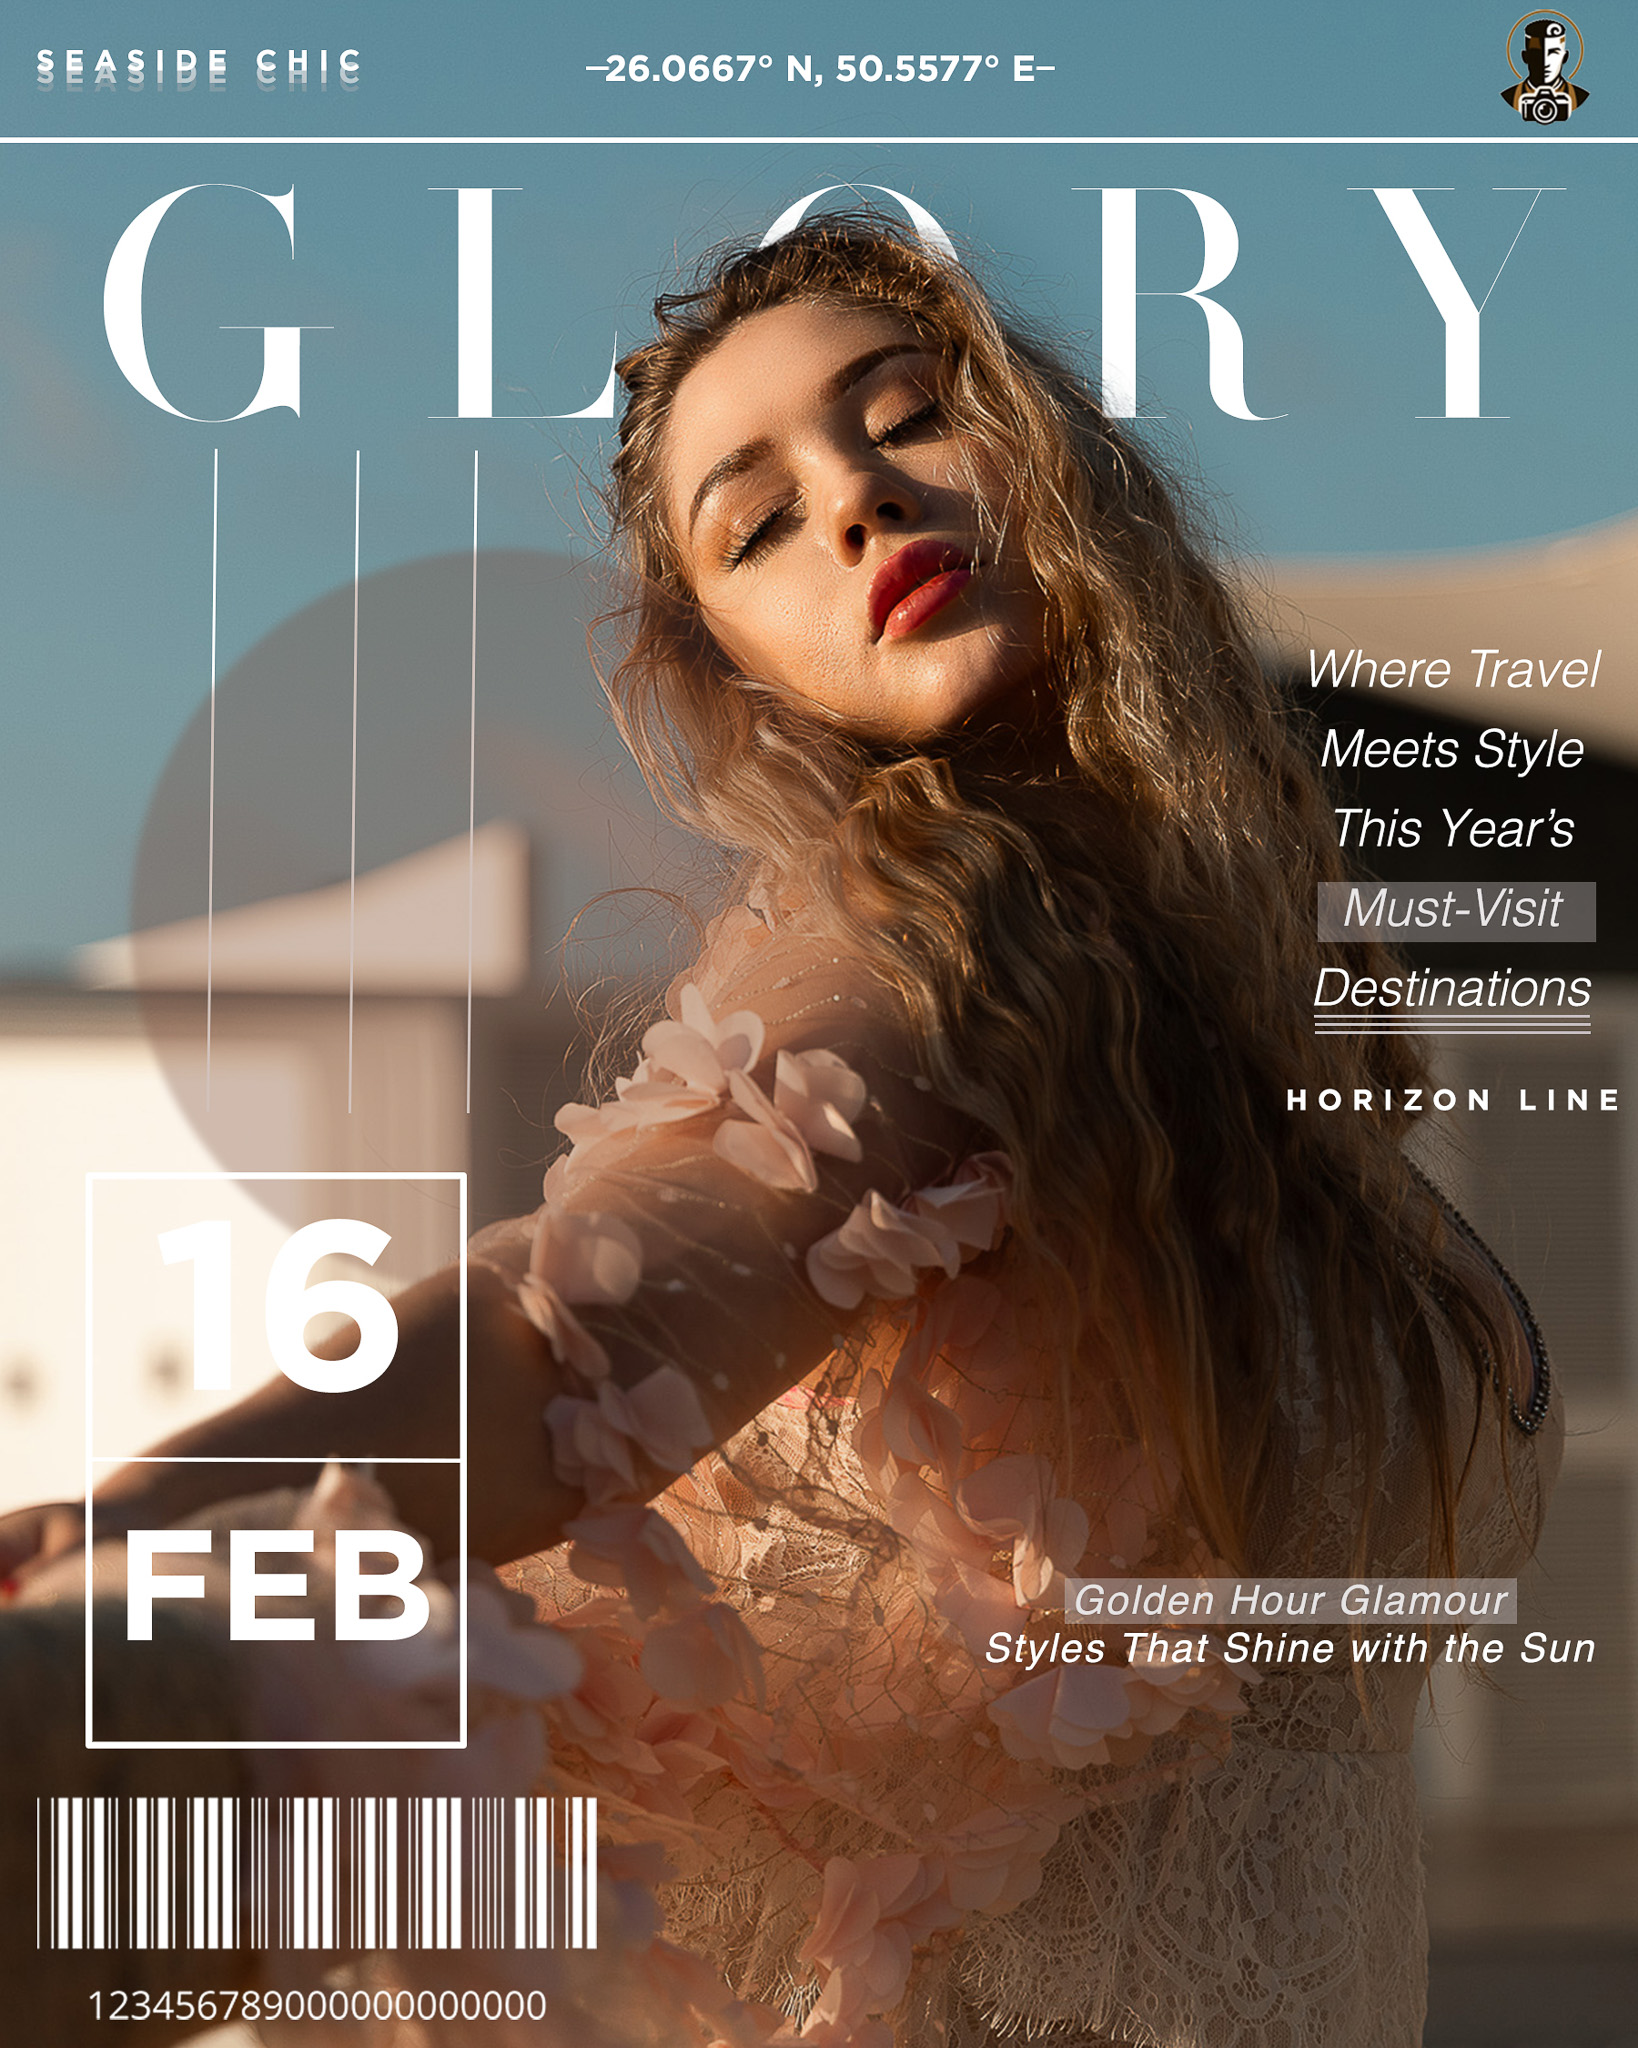 SEASIDE CHIC
–26.0667° N, 50.5577° E–
GLORY
Where Travel
Meets Style
This Year’s
Must-Visit
Destinations
HORIZON LINE
16
FEB
Golden Hour Glamour
Styles That Shine with the Sun
123456789000000000000